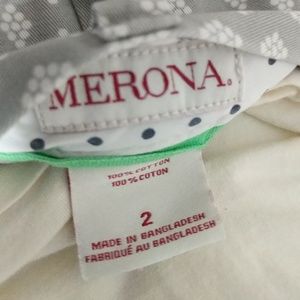 MERONA.
100% COTTON
100% COTON
2
MADE IN BANGLADESH
FABRIQUÉ AU BANGLADESH